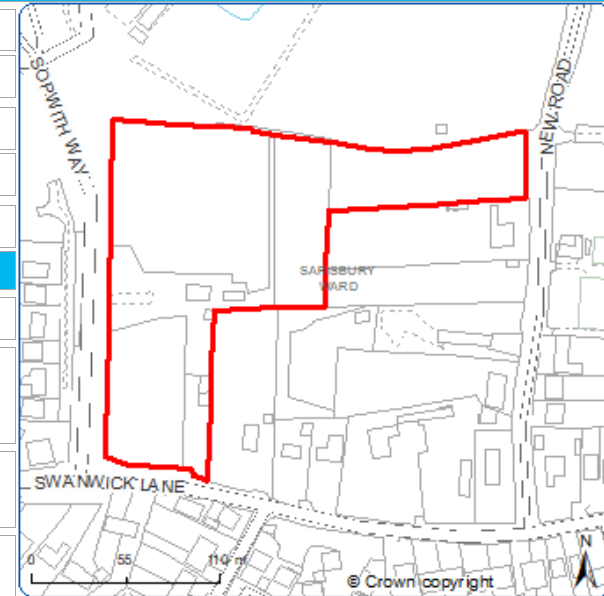 SOPWITH WAY
NEW ROAD
SARISBURY
WARD
SWANWICK LANE
0 55 110 m
N
© Crown copyright